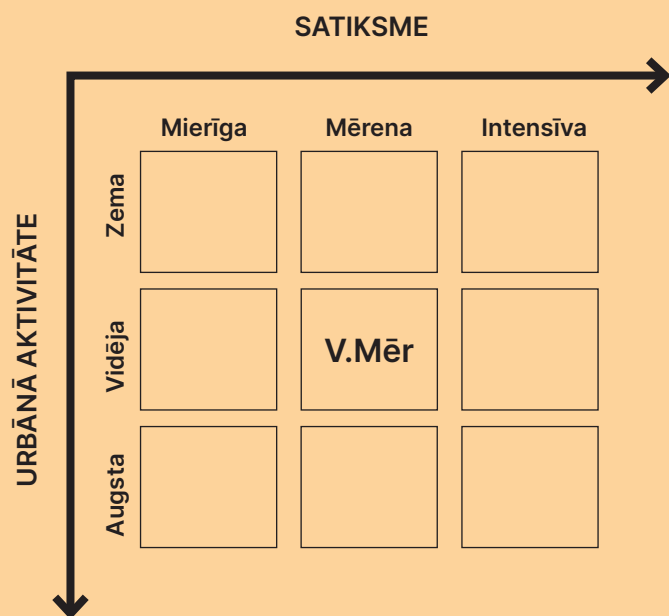 SATIKSME
Mierīga Mērena Intensīva
URBĀNĀ AKTIVITĀTE
Zema
Vidēja
V.Mēr
Augsta